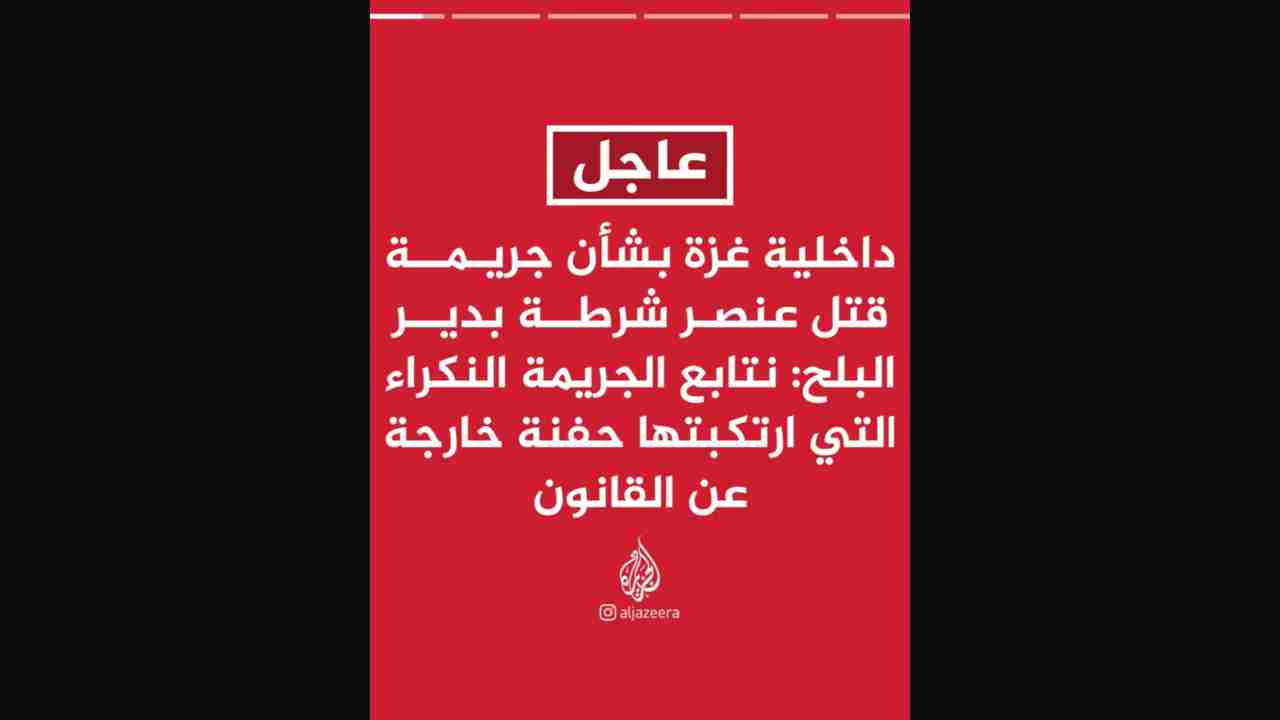 عاجل
داخلية غزة بشأن جريمة
قتل عنصر شرطة بدير
البلح: نتابع الجريمة النكراء
التي ارتكبتها حفنة خارجة
عن القانون
الجزيرة
aljazeera